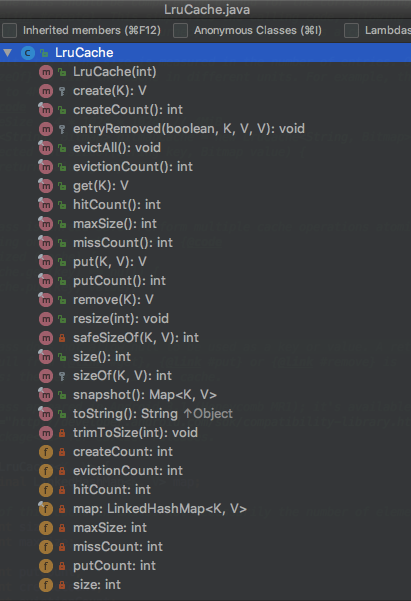 LruCache.java
Inherited members (⌘F12) Anonymous Classes (⌘I) Lambdas
LruCache
LruCache(int)
create(K): V
createCount(): int
entryRemoved(boolean, K, V, V): void
evictAll(): void
evictionCount(): int
get(K): V
hitCount(): int
maxSize(): int
missCount(): int
put(K, V): V
putCount(): int
remove(K): V
resize(int): void
safeSizeOf(K, V): int
size(): int
sizeOf(K, V): int
snapshot(): Map<K, V>
toString(): String ↑Object
trimToSize(int): void
createCount: int
evictionCount: int
hitCount: int
map: LinkedHashMap<K, V>
maxSize: int
missCount: int
putCount: int
size: int